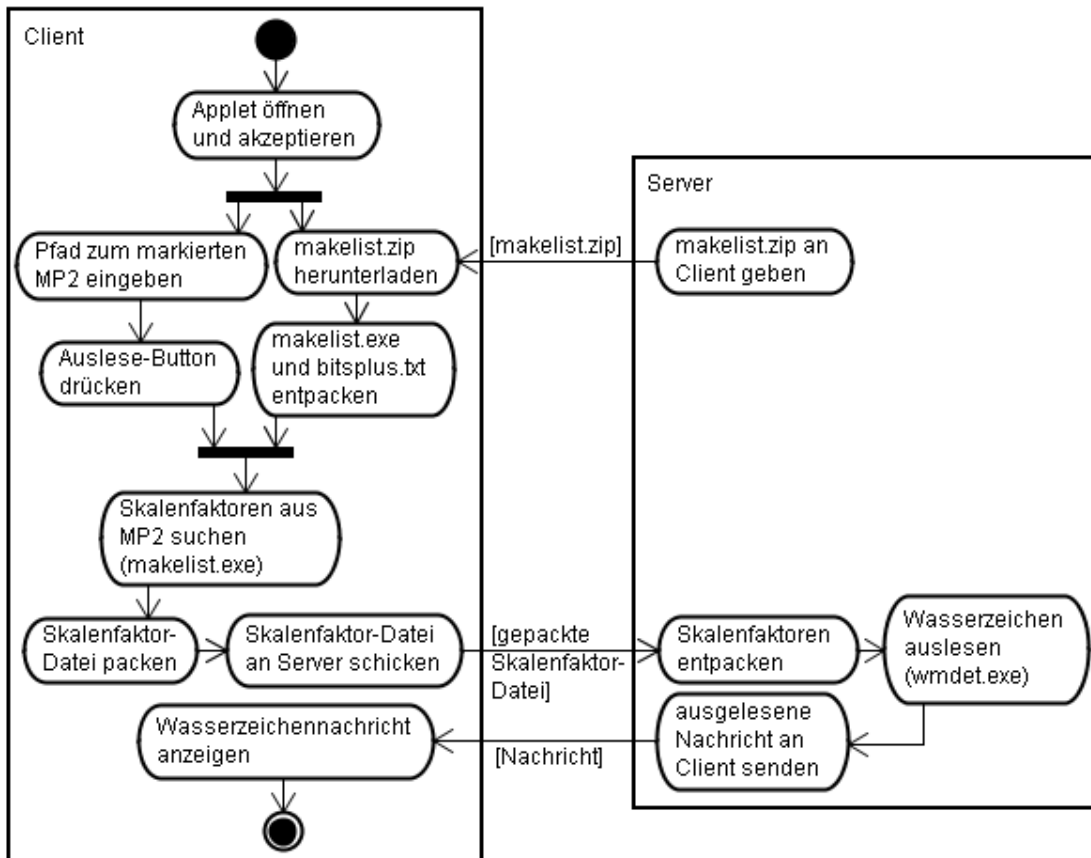 Client
Applet öffnen
und akzeptieren
Pfad zum markierten
MP2 eingeben
makelist.zip
herunterladen
Auslese-Button
drücken
makelist.exe
und bitsplus.txt
entpacken
Skalenfaktoren aus
MP2 suchen
(makelist.exe)
Skalenfaktor-
Datei packen
Skalenfaktor-Datei
an Server schicken
Wasserzeichennachricht
anzeigen
[makelist.zip]
[gepackte
Skalenfaktor-
Datei]
[Nachricht]
Server
makelist.zip an
Client geben
Skalenfaktoren
entpacken
Wasserzeichen
auslesen
(wmdet.exe)
ausgelesene
Nachricht an
Client senden